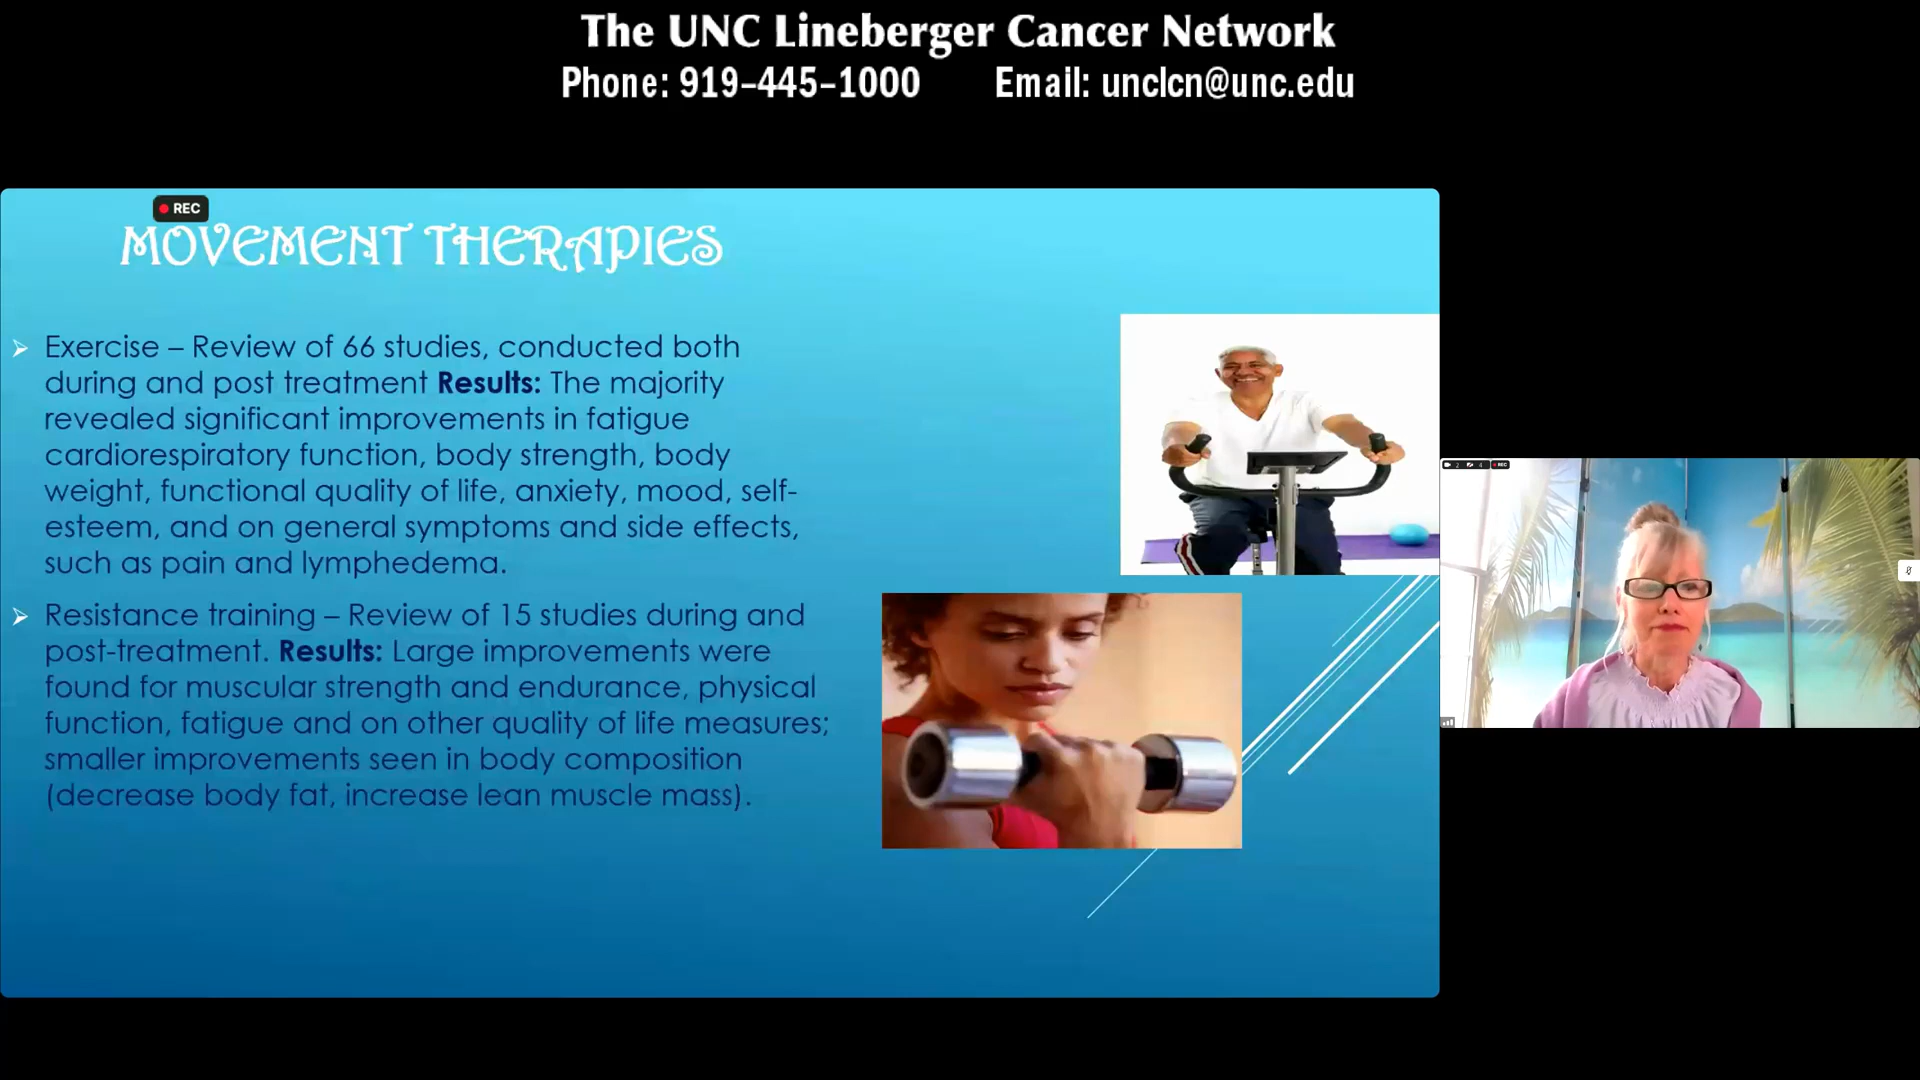 The UNC Lineberger Cancer Network
Phone: 919-445-1000 Email: unclcn@unc.edu
REC
MOVEMENT THERAPIES
Exercise – Review of 66 studies, conducted both
during and post treatment Results: The majority
revealed significant improvements in fatigue
cardiorespiratory function, body strength, body
weight, functional quality of life, anxiety, mood, self-
esteem, and on general symptoms and side effects,
such as pain and lymphedema.
Resistance training – Review of 15 studies during and
post-treatment. Results: Large improvements were
found for muscular strength and endurance, physical
function, fatigue and on other quality of life measures;
smaller improvements seen in body composition
(decrease body fat, increase lean muscle mass).
2 4 REC